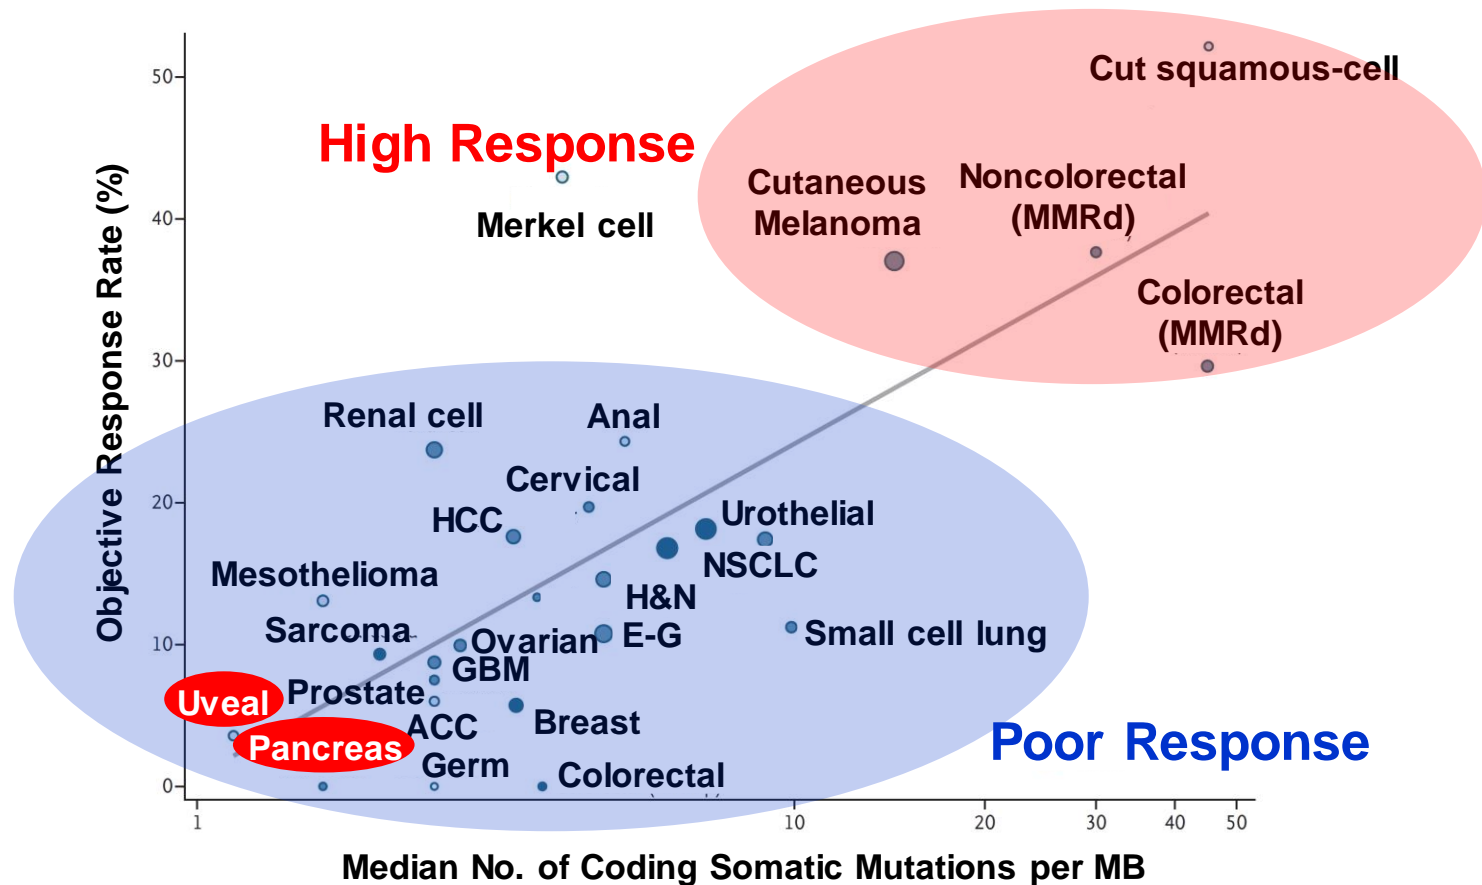 Cut squamous-cell
50
High Response
Cutaneous
Melanoma
Noncolorectal
(MMRd)
Merkel cell
40
Colorectal
(MMRd)
30
Objective Response Rate (%)
Renal cell
Anal
Cervical
HCC
Urothelial
20
NSCLC
Mesothelioma
H&N
Sarcoma
Ovarian
E-G
Small cell lung
10
GBM
Uveal
Prostate
ACC
Breast
Poor Response
Pancreas
Germ
Colorectal
0
1
10
20
30
40
50
Median No. of Coding Somatic Mutations per MB